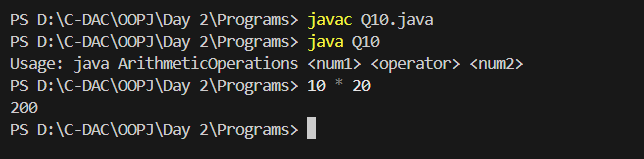 PS D:\C-DAC\OOPJ\Day 2\Programs> javac Q10.java
PS D:\C-DAC\OOPJ\Day 2\Programs> java Q10
Usage: java ArithmeticOperations <num1> <operator> <num2>
PS D:\C-DAC\OOPJ\Day 2\Programs> 10 * 20
200
PS D:\C-DAC\OOPJ\Day 2\Programs>